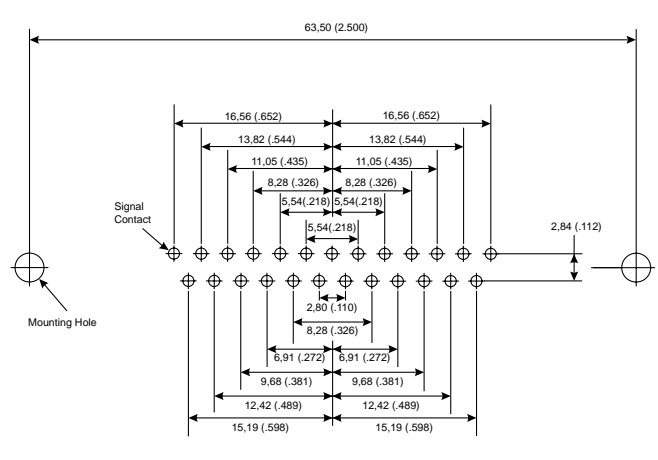 63,50 (2.500)
16,56 (.652) 16,56 (.652)
13,82 (.544) 13,82 (.544)
11,05 (.435) 11,05 (.435)
8,28 (.326) 8,28 (.326)
5,54(.218) 5,54(.218)
Signal
Contact
5,54(.218)
2,84 (.112)
2,80 (.110)
Mounting Hole
8,28 (.326)
6,91 (.272) 6,91 (.272)
9,68 (.381) 9,68 (.381)
12,42 (.489) 12,42 (.489)
15,19 (.598) 15,19 (.598)